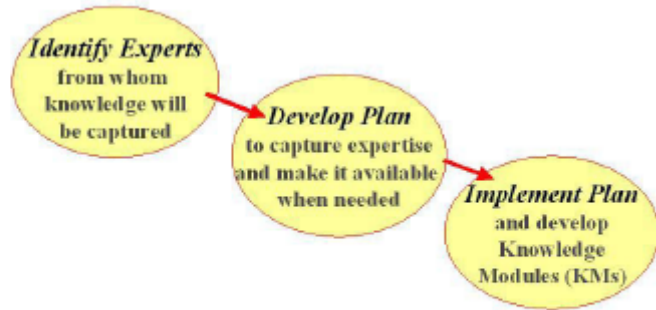 Identify Experts
from whom
knowledge will
be captured
Develop Plan
to capture expertise
and make it available
when needed
Implement Plan
and develop
Knowledge
Modules (KMs)